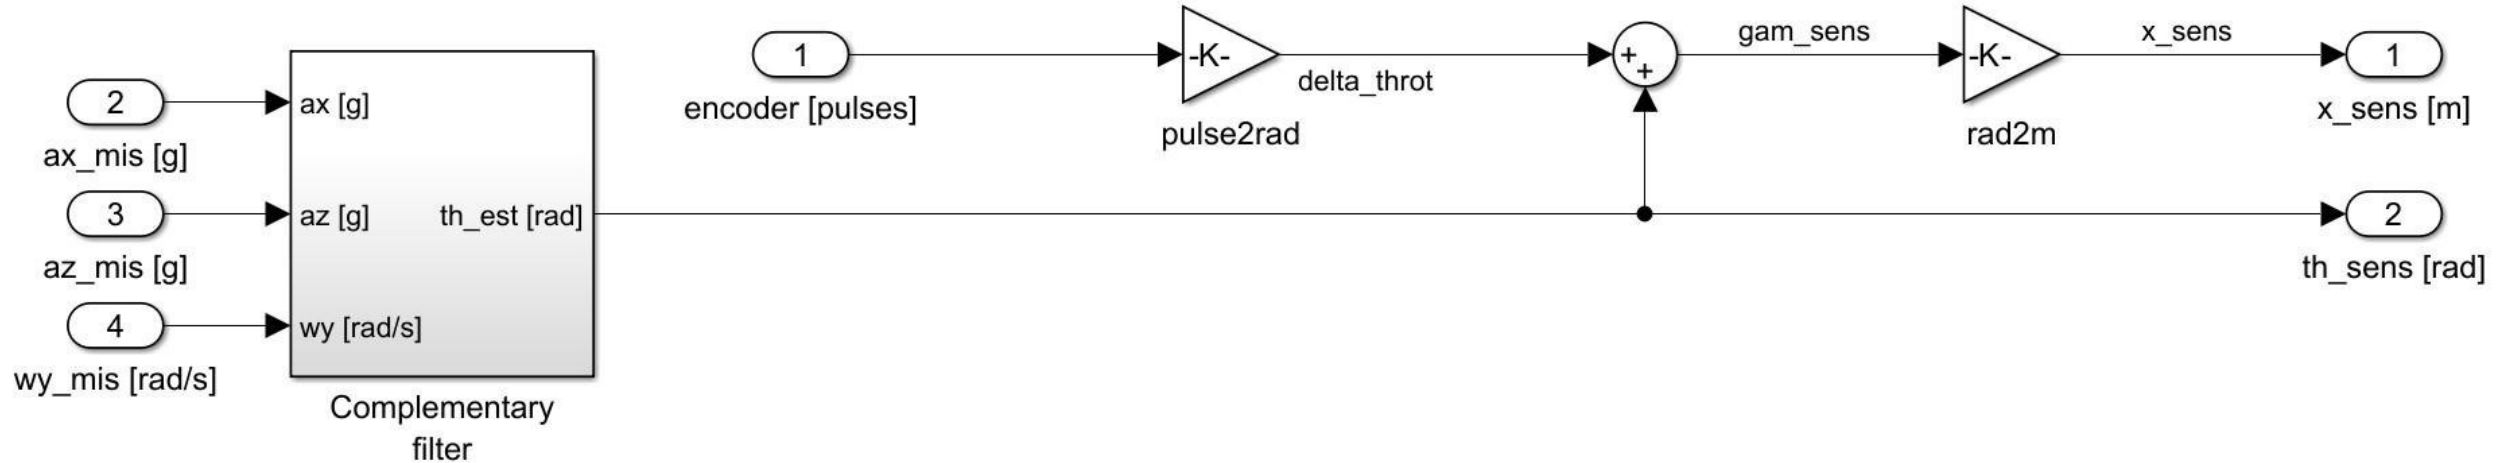 1
encoder [pulses]
-K-
pulse2rad
delta_throt
+
+
gam_sens
-K-
rad2m
x_sens
1
x_sens [m]
2
ax_mis [g]
3
az_mis [g]
4
wy_mis [rad/s]
ax [g]
az [g]
wy [rad/s]
th_est [rad]
Complementary
filter
2
th_sens [rad]